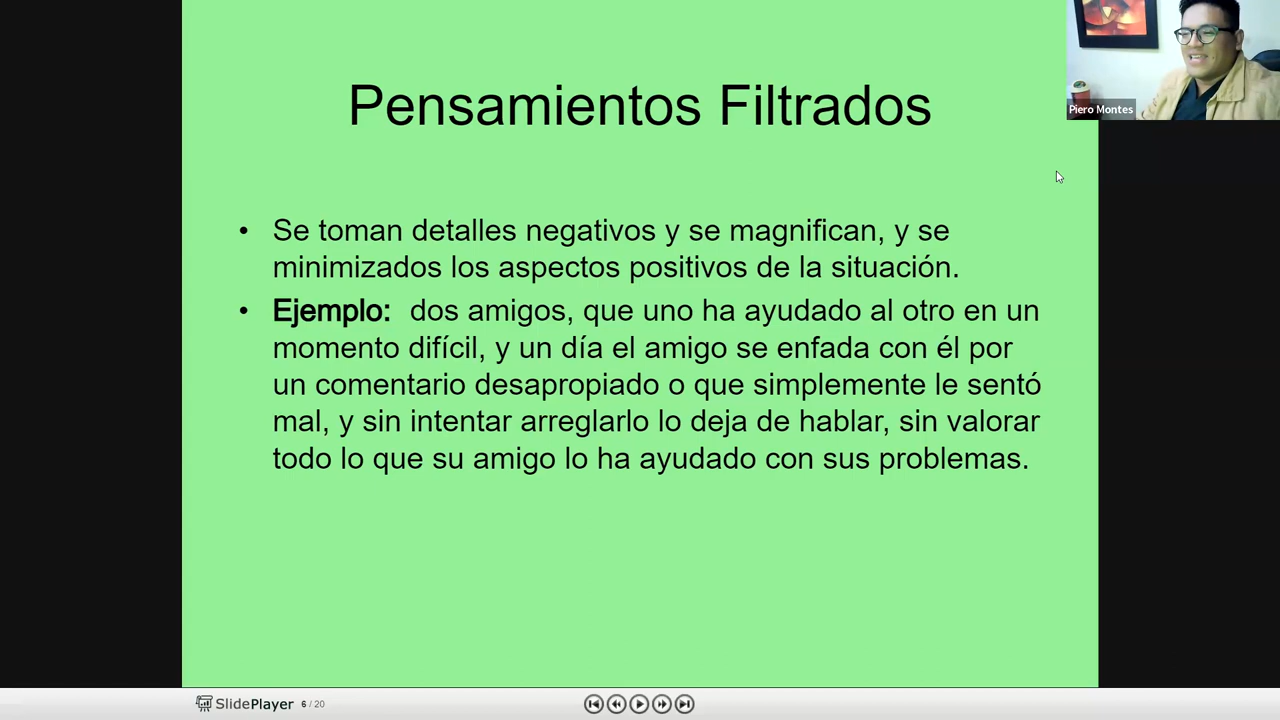 Pensamientos Filtrados
Piero Montes
• Se toman detalles negativos y se magnifican, y se
minimizados los aspectos positivos de la situación.
• Ejemplo: dos amigos, que uno ha ayudado al otro en un
momento difícil, y un día el amigo se enfada con él por
un comentario desapropiado o que simplemente le sentó
mal, y sin intentar arreglarlo lo deja de hablar, sin valorar
todo lo que su amigo lo ha ayudado con sus problemas.
SlidePlayer 6 / 20